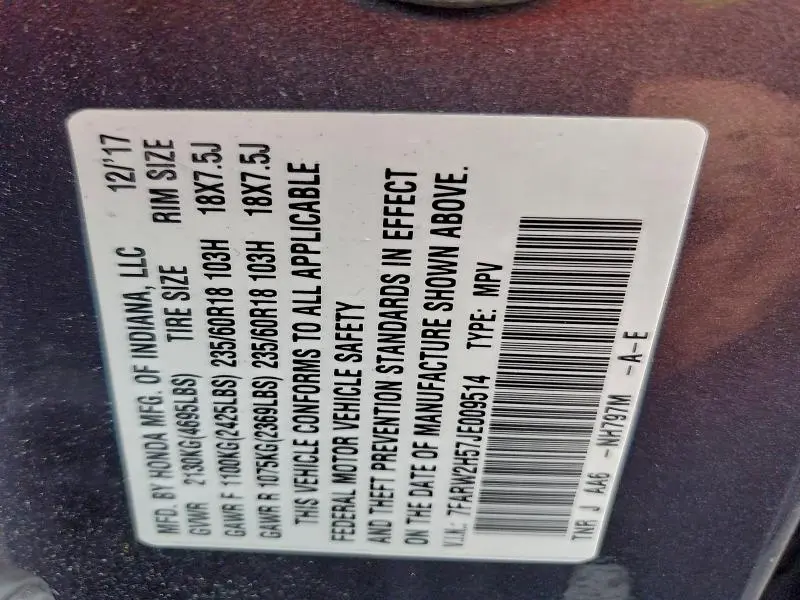 MFD. BY HONDA MFG. OF INDIANA, LLC 12/'17
GVWR 2130KG(4695LBS) TIRE SIZE RIM SIZE
GAWR F 1100KG(2425LBS) 235/60R18 103H 18X7.5J
GAWR R 1075KG(2369LBS) 235/60R18 103H 18X7.5J
THIS VEHICLE CONFORMS TO ALL APPLICABLE
FEDERAL MOTOR VEHICLE SAFETY
AND THEFT PREVENTION STANDARDS IN EFFECT
ON THE DATE OF MANUFACTURE SHOWN ABOVE.
V.I.N.: 7FARW2H57JE009514 TYPE: MPV
TNR J AA6 -NH797M -A-E